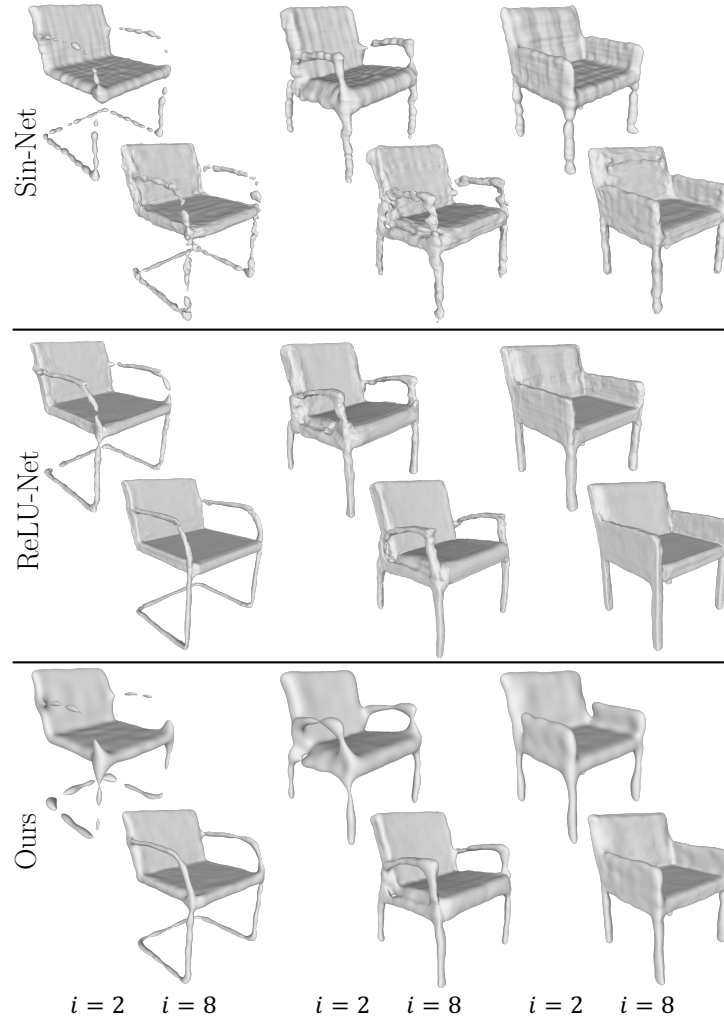 Sin-Net
ReLU-Net
Ours
i = 2 i = 8 i = 2 i = 8 i = 2 i = 8